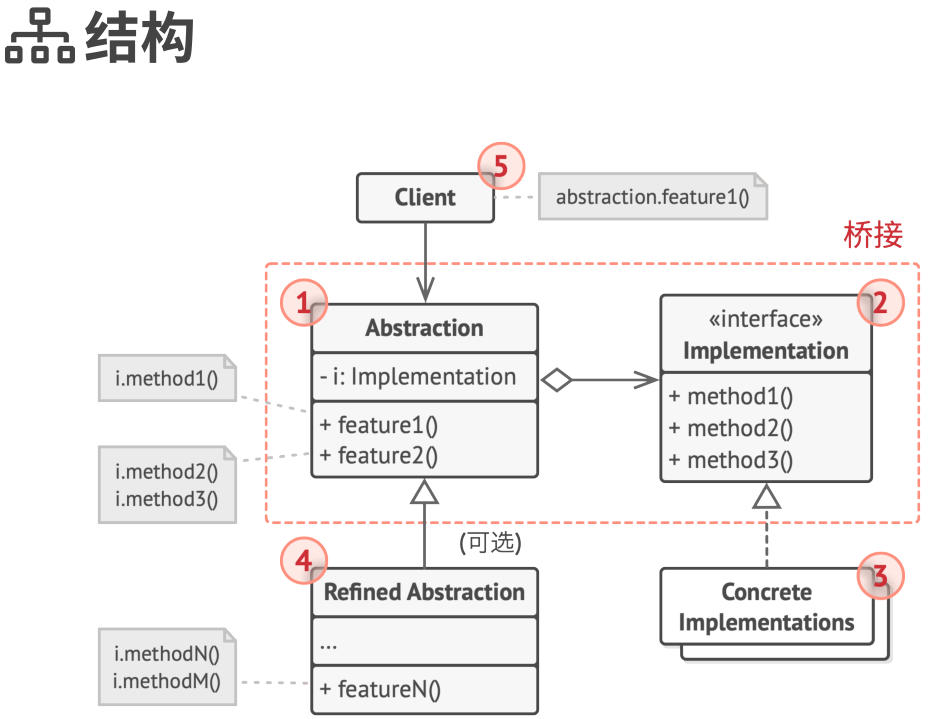 结构
5
Client
abstraction.feature1()
桥接
1
Abstraction
- i: Implementation
+ feature1()
+ feature2()
2
«interface»
Implementation
+ method1()
+ method2()
+ method3()
i.method1()
i.method2()
i.method3()
(可选)
4
Refined Abstraction
...
+ featureN()
3
Concrete
Implementations
i.methodN()
i.methodM()